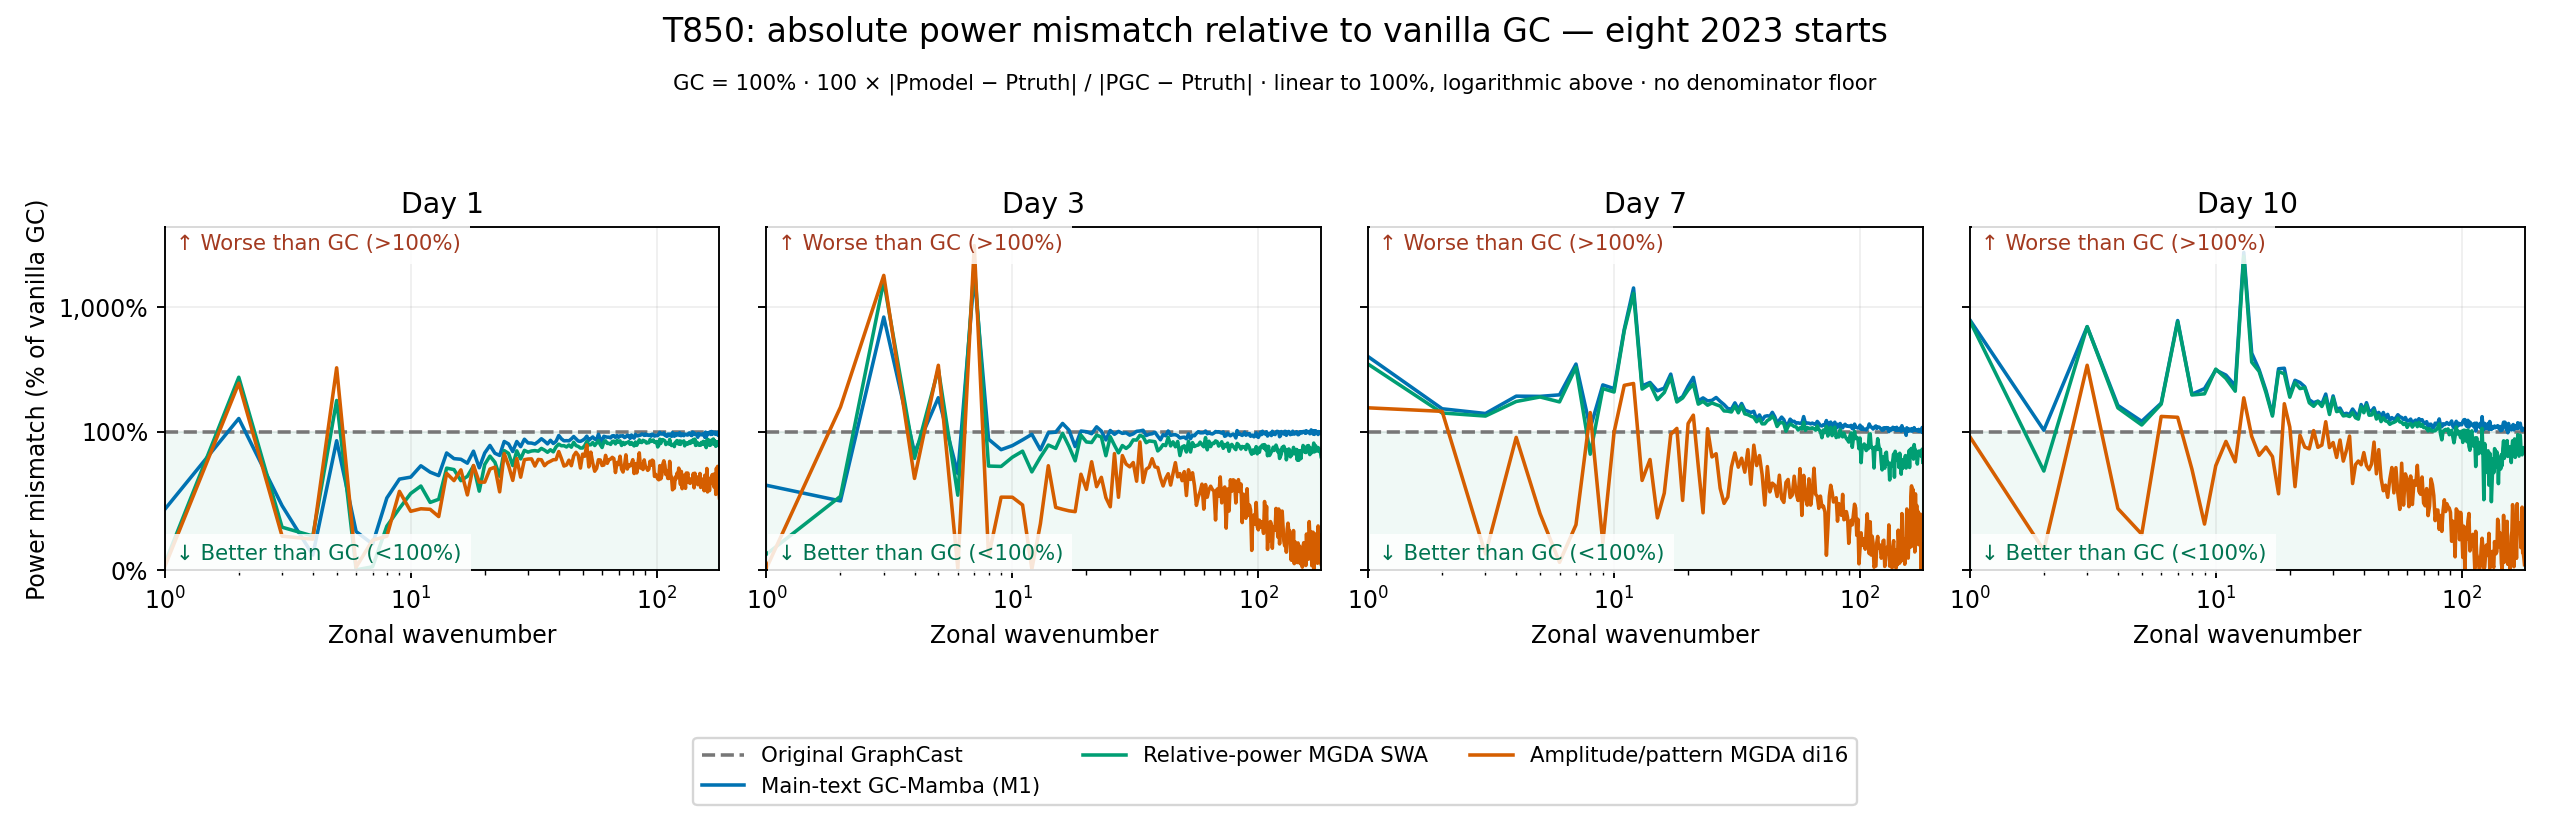 T850: absolute power mismatch relative to vanilla GC — eight 2023 starts
GC = 100% · 100 × |Pmodel − Ptruth| / |PGC − Ptruth| · linear to 100%, logarithmic above · no denominator floor
Power mismatch (% of vanilla GC)
1,000%
100%
0%
Day 1
↑ Worse than GC (>100%)
↓ Better than GC (<100%)
10⁰ 10¹ 10²
Zonal wavenumber
Day 3
↑ Worse than GC (>100%)
↓ Better than GC (<100%)
10⁰ 10¹ 10²
Zonal wavenumber
Day 7
↑ Worse than GC (>100%)
↓ Better than GC (<100%)
10⁰ 10¹ 10²
Zonal wavenumber
Day 10
↑ Worse than GC (>100%)
↓ Better than GC (<100%)
10⁰ 10¹ 10²
Zonal wavenumber
Original GraphCast
Main-text GC-Mamba (M1)
Relative-power MGDA SWA
Amplitude/pattern MGDA di16